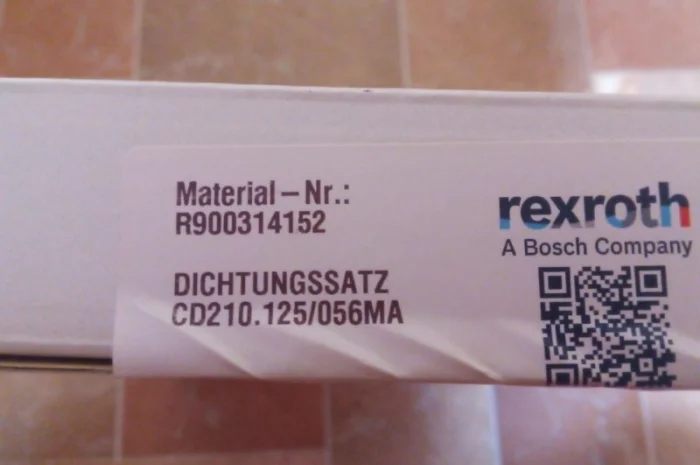 Material – Nr.:
R900314152
DICHTUNGSSATZ
CD210.125/056MA
rexroth
A Bosch Company